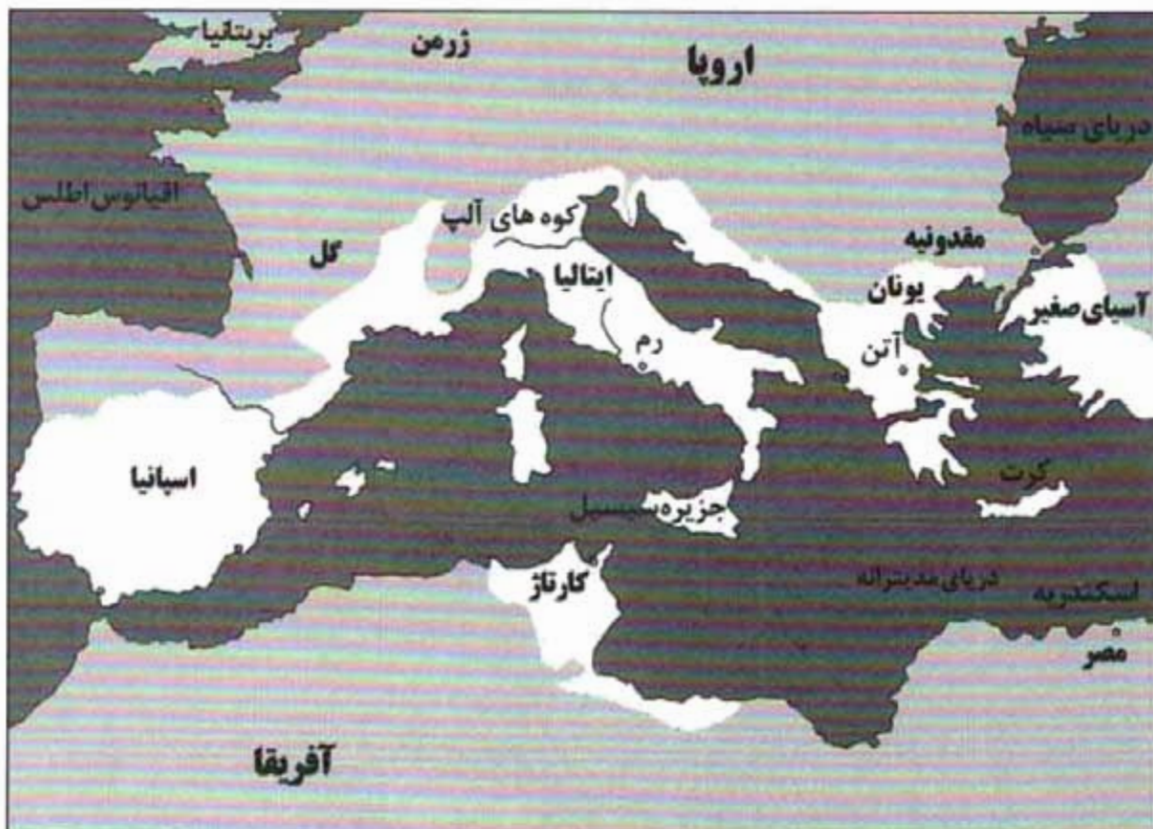 بریتانیا
ژرمن
اروپا
دریای سیاه
اقیانوس اطلس
کوه های آلپ
گل
مقدونیه
ایتالیا
یونان
آسیای صغیر
رم
آتن
اسپانیا
کرت
جزیره سیسیل
کارتاژ
دریای مدیترانه
اسکندریه
مصر
آفریقا